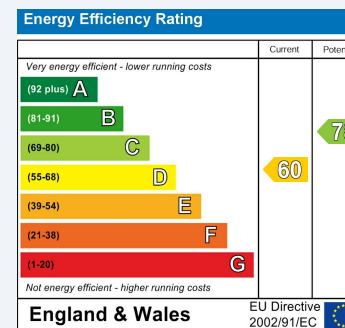 Energy Efficiency Rating
Current
Very energy efficient - lower running costs
(92 plus) A
(81-91) B
(69-80) C
(55-68) D
60
(39-54) E
(21-38) F
(1-20) G
Not energy efficient - higher running costs
England & Wales
EU Directive
2002/91/EC